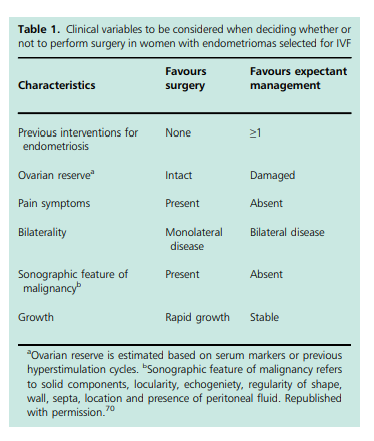 Table 1. Clinical variables to be considered when deciding whether or
not to perform surgery in women with endometriomas selected for IVF
Characteristics Favours surgery Favours expectant management
Previous interventions for endometriosis None ≥1
Ovarian reserveᵃ Intact Damaged
Pain symptoms Present Absent
Bilaterality Monolateral disease Bilateral disease
Sonographic feature of malignancyᵇ Present Absent
Growth Rapid growth Stable
ᵃOvarian reserve is estimated based on serum markers or previous
hyperstimulation cycles. ᵇSonographic feature of malignancy refers
to solid components, locularity, echogeniety, regularity of shape,
wall, septa, location and presence of peritoneal fluid. Republished
with permission.⁷⁰